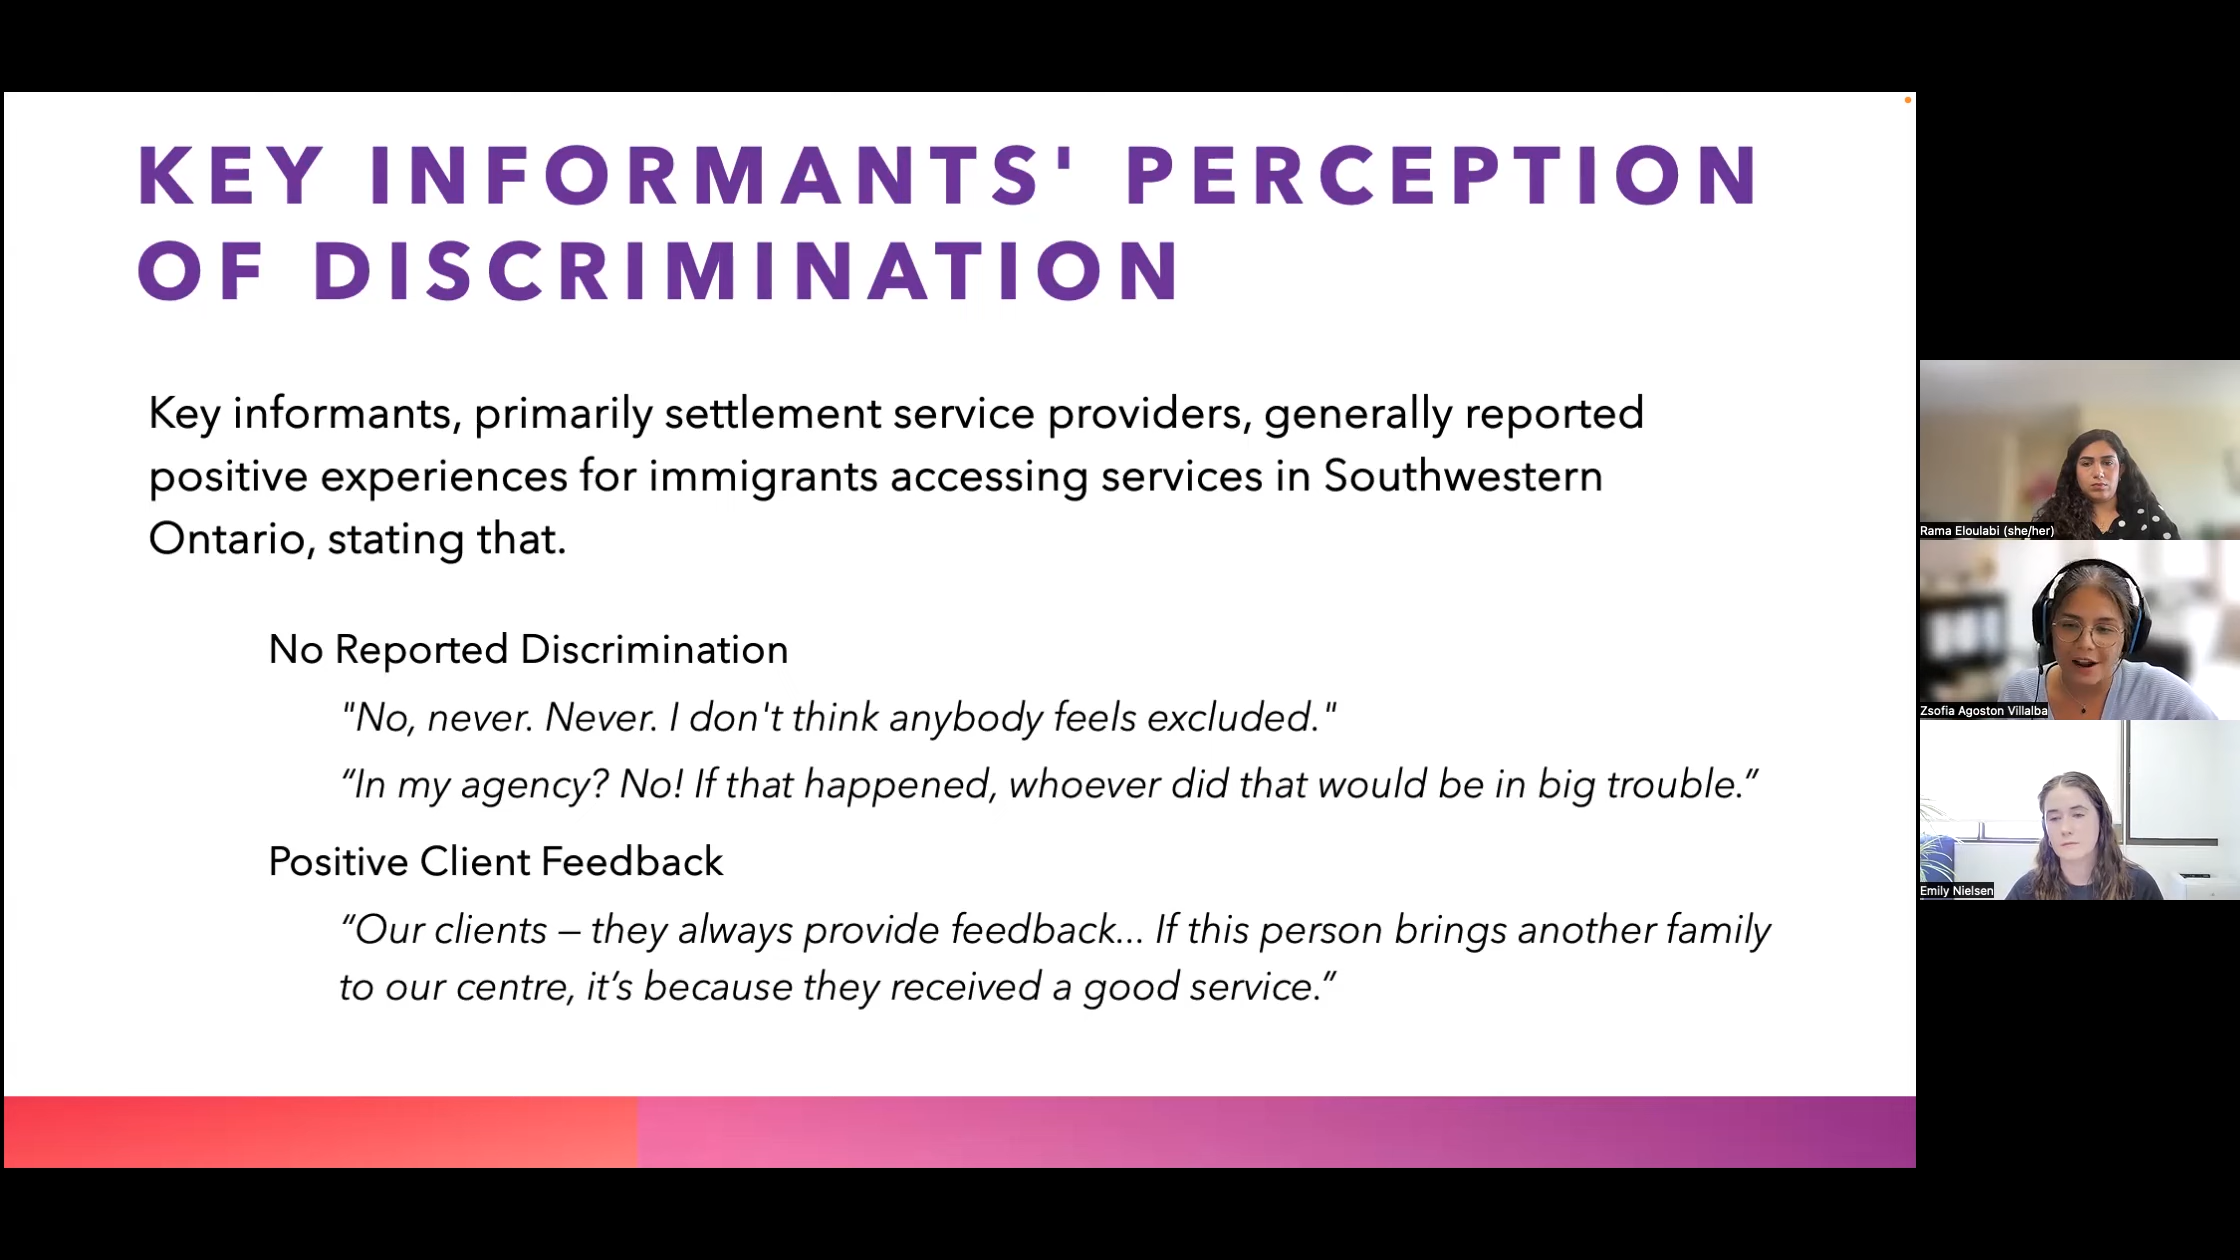 KEY INFORMANTS' PERCEPTION
OF DISCRIMINATION
Key informants, primarily settlement service providers, generally reported
positive experiences for immigrants accessing services in Southwestern
Ontario, stating that.
No Reported Discrimination
"No, never. Never. I don't think anybody feels excluded."
“In my agency? No! If that happened, whoever did that would be in big trouble.”
Positive Client Feedback
“Our clients – they always provide feedback... If this person brings another family
to our centre, it’s because they received a good service.”
Rama Eloulabi (she/her)
Zsofia Agoston Villalba
Emily Nielsen